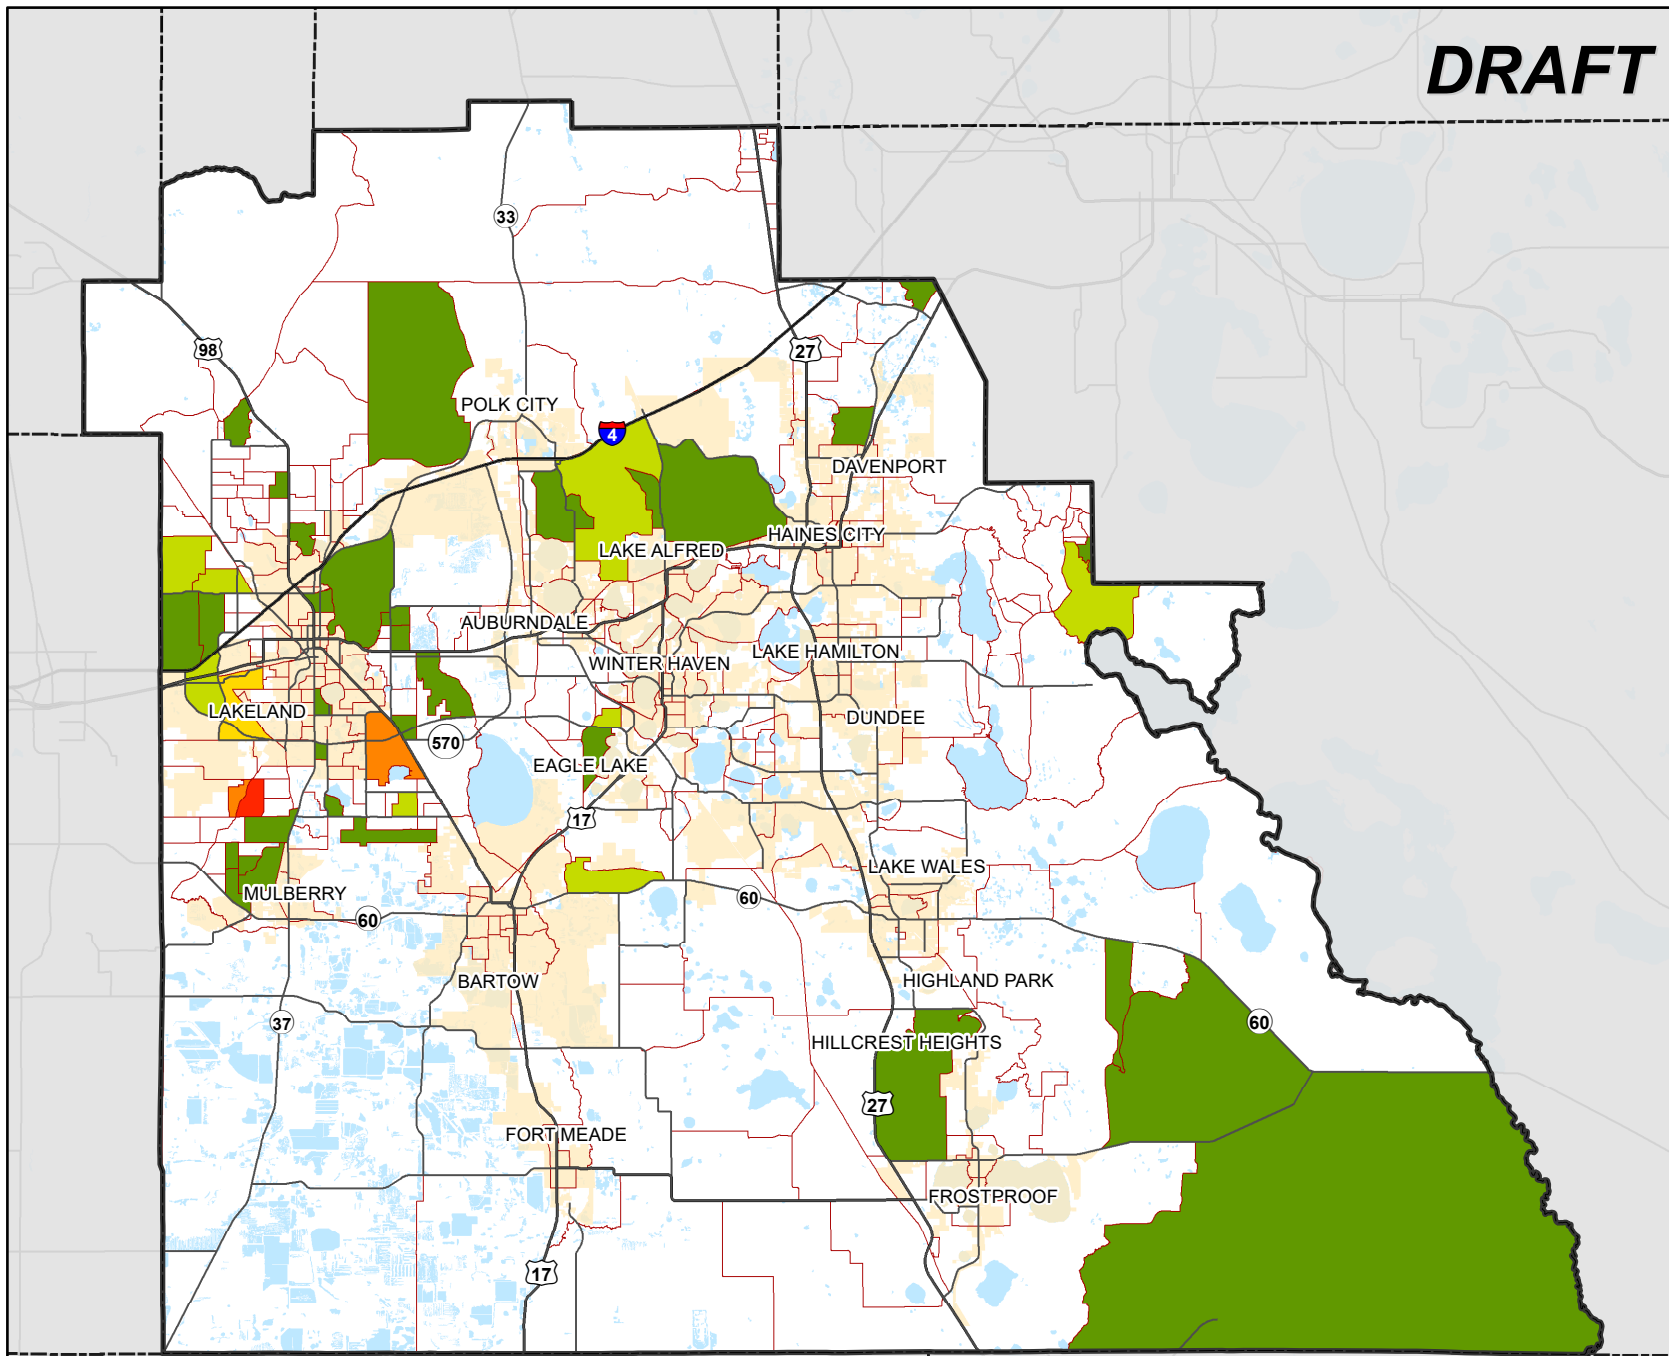 DRAFT
33
98
27
POLK CITY
4
DAVENPORT
HAINES CITY
LAKE ALFRED
AUBURNDALE
LAKE HAMILTON
WINTER HAVEN
LAKELAND
DUNDEE
570
EAGLE LAKE
17
LAKE WALES
MULBERRY
60
60
BARTOW
HIGHLAND PARK
37
60
HILLCREST HEIGHTS
27
FORT MEADE
FROSTPROOF
17